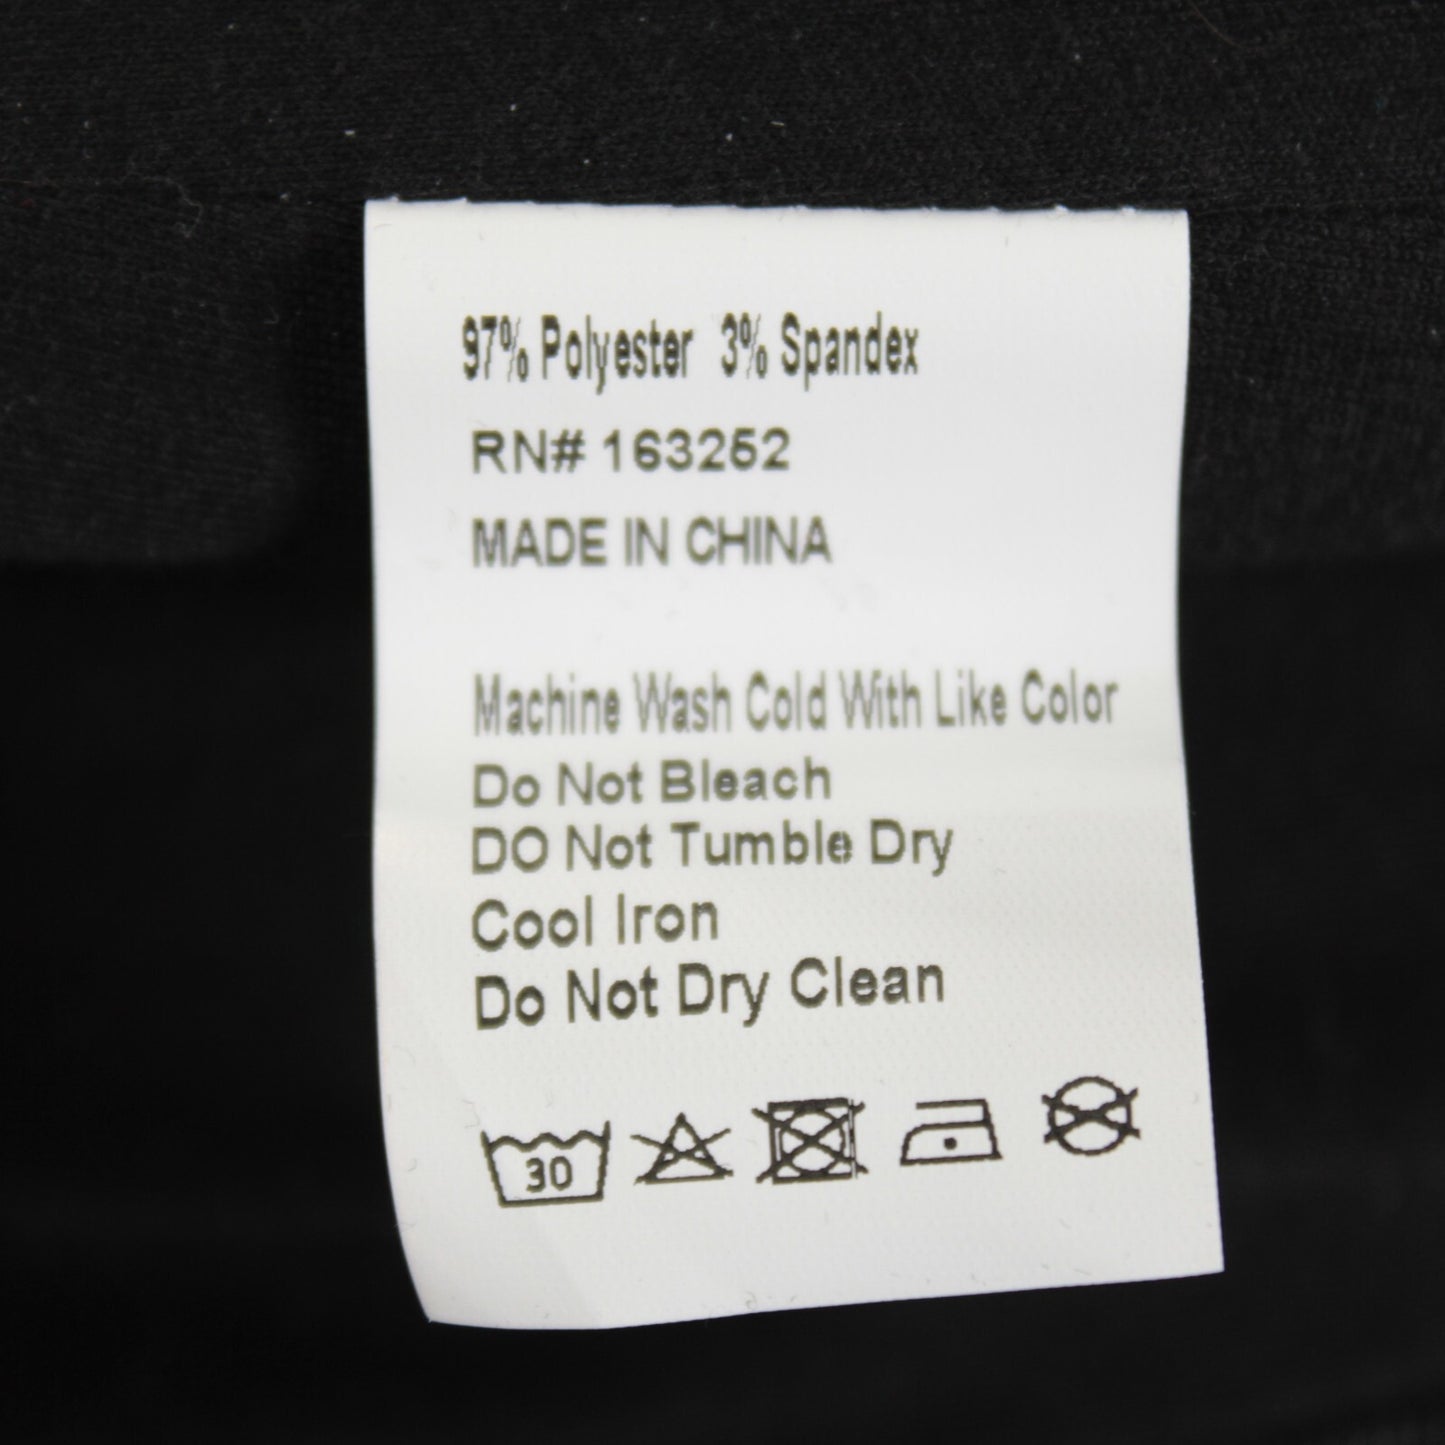 97% Polyester 3% Spandex
RN# 163252
MADE IN CHINA
Machine Wash Cold With Like Color
Do Not Bleach
DO Not Tumble Dry
Cool Iron
Do Not Dry Clean
30